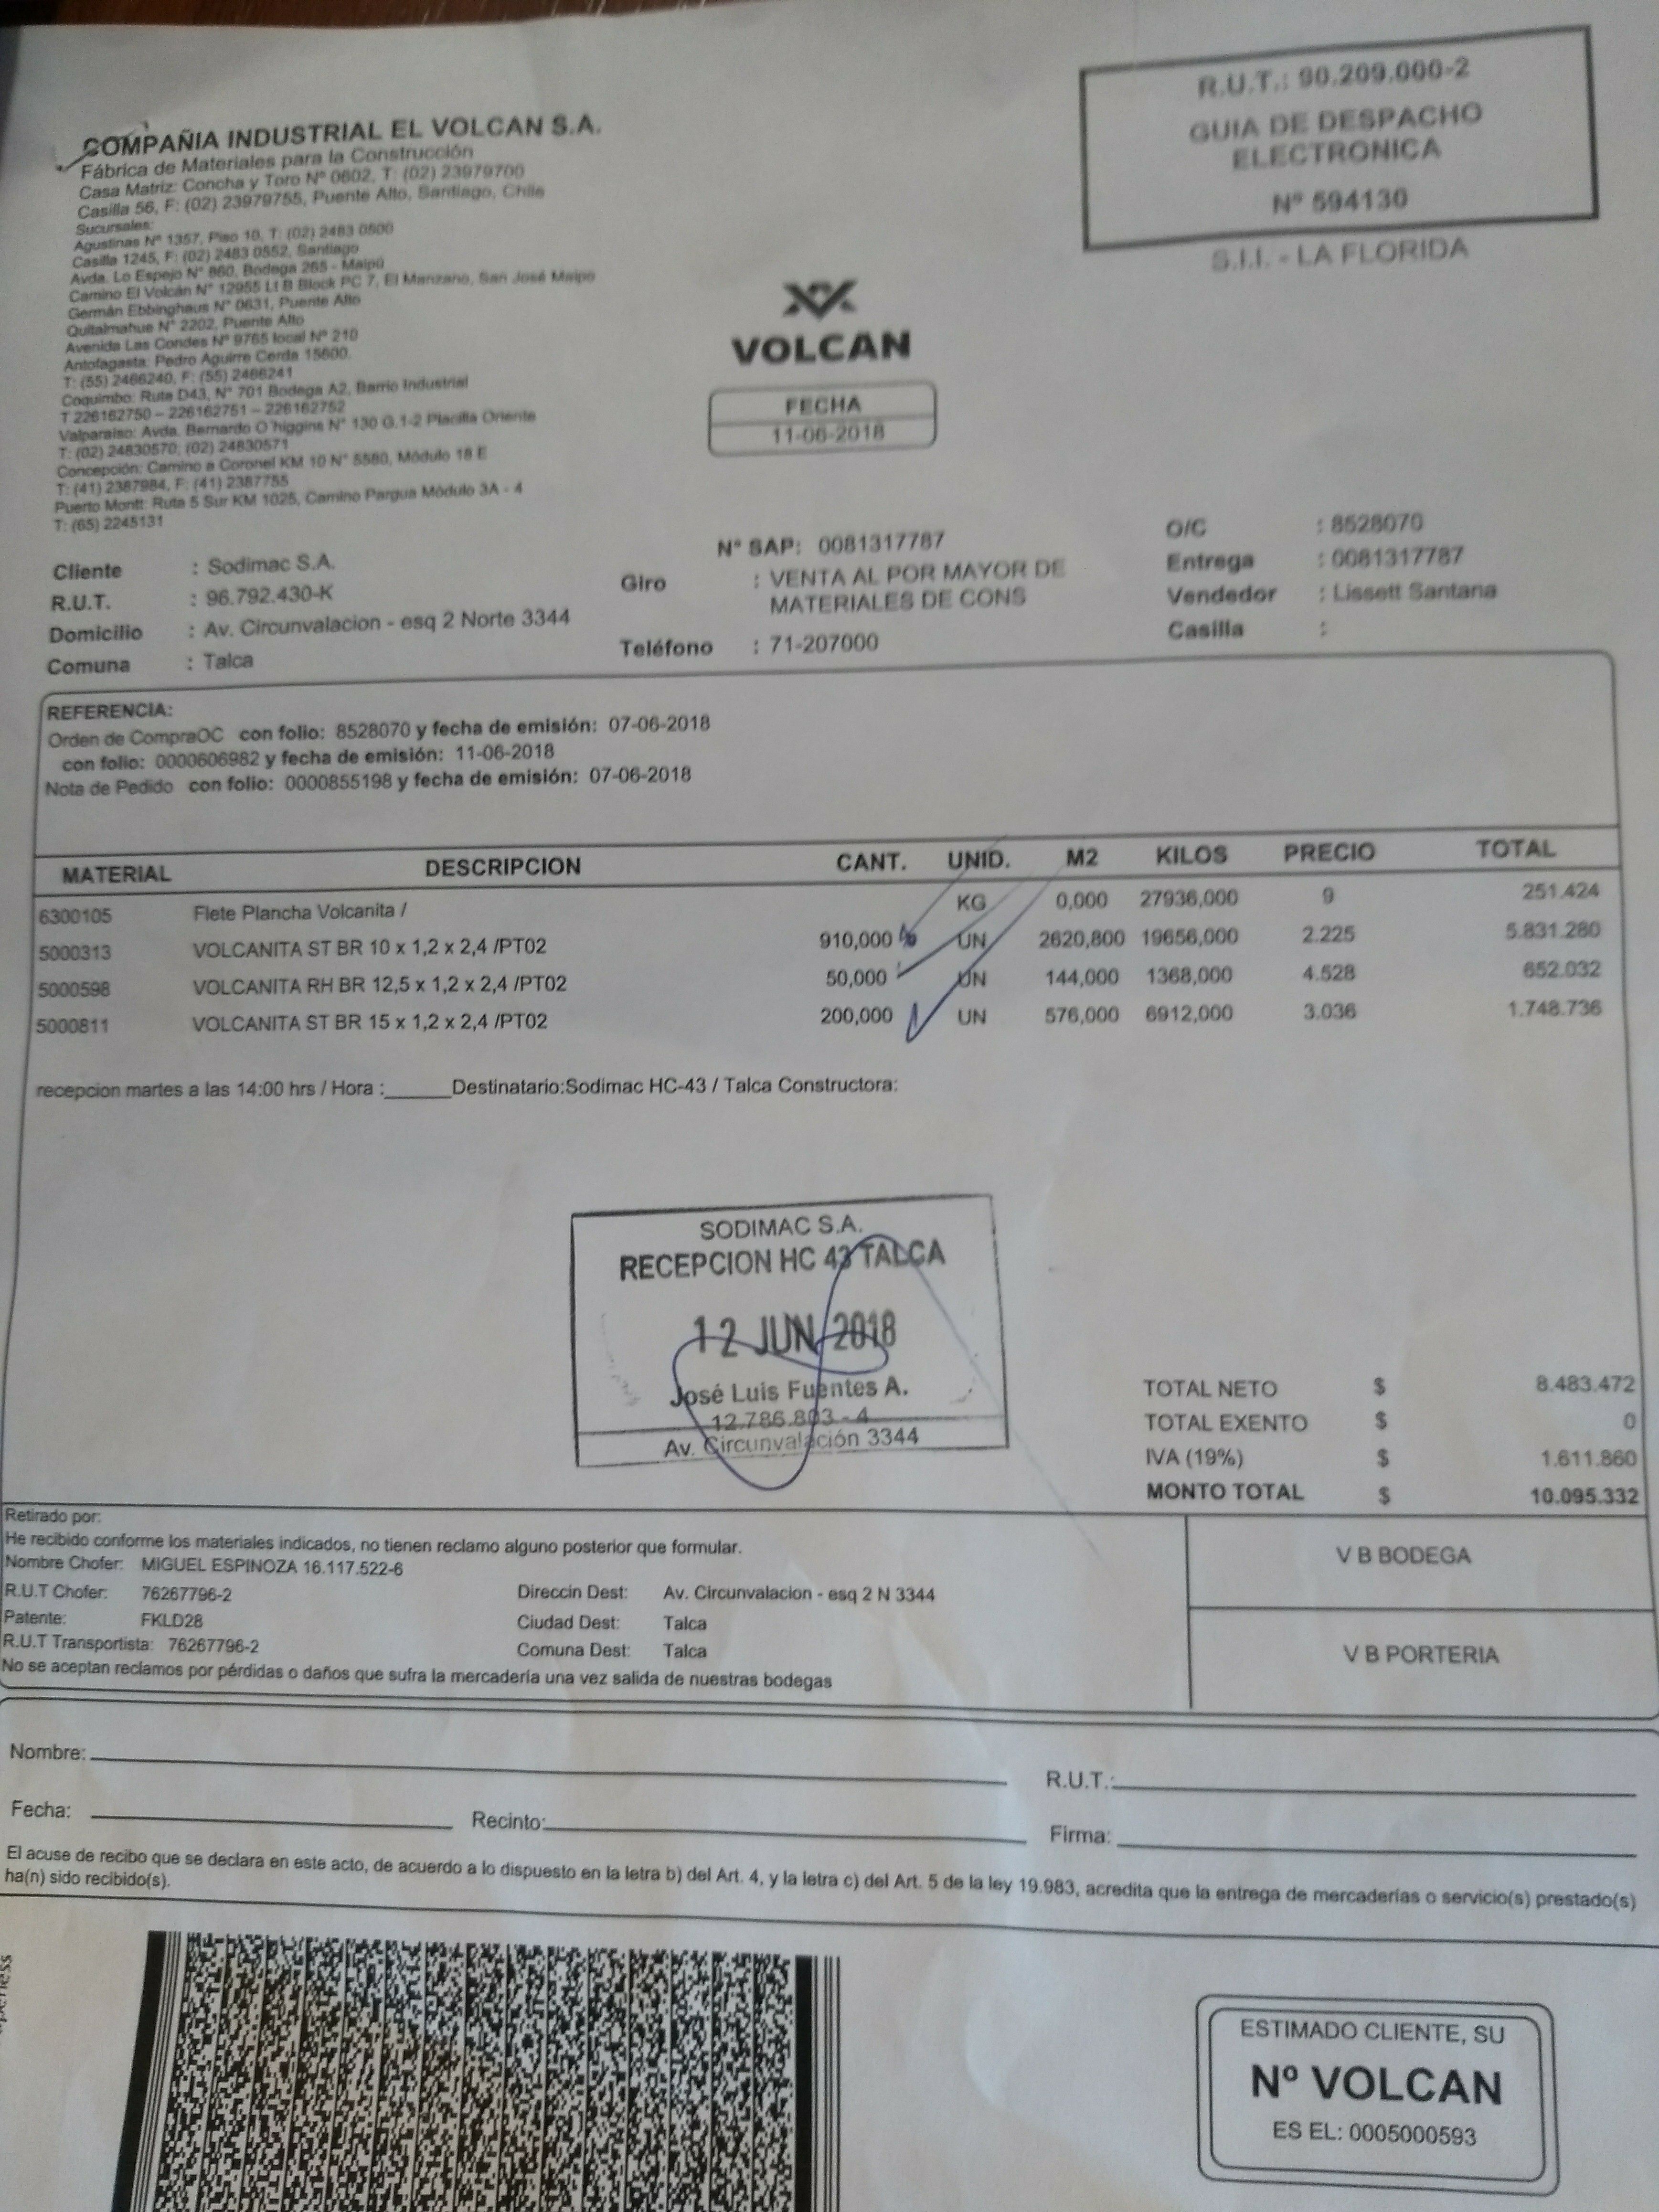 R.U.T.: 90.209.000-2
GUIA DE DESPACHO
ELECTRONICA
Nº 594130
S.I.I. - LA FLORIDA
COMPAÑIA INDUSTRIAL EL VOLCAN S.A.
Fábrica de Materiales para la Construcción
Casa Matriz: Concha y Toro Nº 0602, T: (02) 23979700
Casilla 56, F: (02) 23979755, Puente Alto, Santiago, Chile
Sucursales:
Agustinas Nº 1357, Piso 10, T: (02) 2483 0500
Casilla 1245, F: (02) 2483 0552, Santiago
Avda. Lo Espejo N° 860, Bodega 265 - Maipú
Camino El Volcán N° 12955 Lt B Block PC 7, El Manzano, San José Maipo
Germán Ebbinghaus N° 0631, Puente Alto
Quitalmahue N° 2202, Puente Alto
Avenida Las Condes Nº 9765 local Nº 210
Antofagasta: Pedro Aguirre Cerda 15600.
T: (55) 2466240, F: (55) 2466241
Coquimbo: Ruta D43, N° 701 Bodega A2, Barrio Industrial
T 226162750 – 226162751 – 226162752
Valparaiso: Avda. Bernardo O´higgins N° 130 G.1-2 Placilla Oriente
T: (02) 24830570, (02) 24830571
Concepción: Camino a Coronel KM 10 N° 5580, Módulo 18 E
T: (41) 2387984, F: (41) 2387755
Puerto Montt: Ruta 5 Sur KM 1025, Camino Pargua Módulo 3A - 4
T: (65) 2245131
VOLCAN
FECHA
11-06-2018
Cliente : Sodimac S.A.
R.U.T. : 96.792.430-K
Domicilio : Av. Circunvalacion - esq 2 Norte 3344
Comuna : Talca
N° SAP: 0081317787
Giro : VENTA AL POR MAYOR DE
MATERIALES DE CONS
Teléfono : 71-207000
O/C : 8528070
Entrega : 0081317787
Vendedor : Lissett Santana
Casilla :
REFERENCIA:
Orden de CompraOC con folio: 8528070 y fecha de emisión: 07-06-2018
con folio: 0000606982 y fecha de emisión: 11-06-2018
Nota de Pedido con folio: 0000855198 y fecha de emisión: 07-06-2018
MATERIAL DESCRIPCION CANT. UNID. M2 KILOS PRECIO TOTAL
6300105 Flete Plancha Volcanita / KG 0,000 27936,000 9 251.424
5000313 VOLCANITA ST BR 10 x 1,2 x 2,4 /PT02 910,000 UN 2620,800 19656,000 2.225 5.831.280
5000598 VOLCANITA RH BR 12,5 x 1,2 x 2,4 /PT02 50,000 UN 144,000 1368,000 4.528 652.032
5000811 VOLCANITA ST BR 15 x 1,2 x 2,4 /PT02 200,000 UN 576,000 6912,000 3.036 1.748.736
recepcion martes a las 14:00 hrs / Hora :______Destinatario:Sodimac HC-43 / Talca Constructora:
SODIMAC S.A.
RECEPCION HC 43 TALCA
12 JUN 2018
José Luis Fuentes A.
12.786.803 - 4
Av. Circunvalación 3344
TOTAL NETO $ 8.483.472
TOTAL EXENTO $ 0
IVA (19%) $ 1.611.860
MONTO TOTAL $ 10.095.332
Retirado por:
He recibido conforme los materiales indicados, no tienen reclamo alguno posterior que formular.
Nombre Chofer: MIGUEL ESPINOZA 16.117.522-6
R.U.T Chofer: 76267796-2 Direccin Dest: Av. Circunvalacion - esq 2 N 3344
Patente: FKLD28 Ciudad Dest: Talca
R.U.T Transportista: 76267796-2 Comuna Dest: Talca
No se aceptan reclamos por pérdidas o daños que sufra la mercadería una vez salida de nuestras bodegas
V B BODEGA
V B PORTERIA
Nombre: R.U.T.:
Fecha: Recinto: Firma:
El acuse de recibo que se declara en este acto, de acuerdo a lo dispuesto en la letra b) del Art. 4, y la letra c) del Art. 5 de la ley 19.983, acredita que la entrega de mercaderías o servicio(s) prestado(s)
ha(n) sido recibido(s).
ESTIMADO CLIENTE, SU
Nº VOLCAN
ES EL: 0005000593